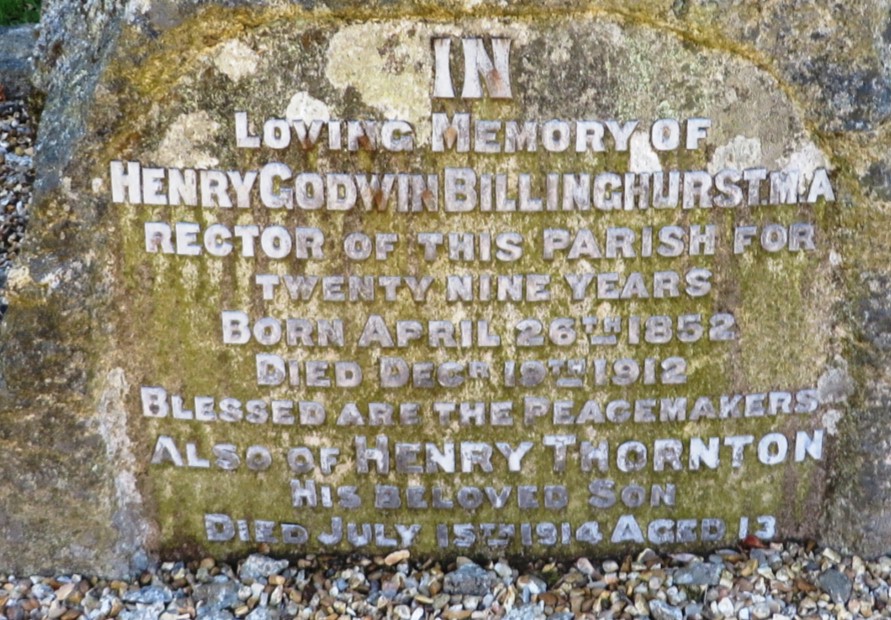 IN
LOVING MEMORY OF
HENRY GODWIN BILLINGHURST. M.A
RECTOR OF THIS PARISH FOR
TWENTY NINE YEARS
BORN APRIL 26TH 1852
DIED DECR 19TH 1912
BLESSED ARE THE PEACEMAKERS
ALSO OF HENRY THORNTON
HIS BELOVED SON
DIED JULY 15TH 1914 AGED 13